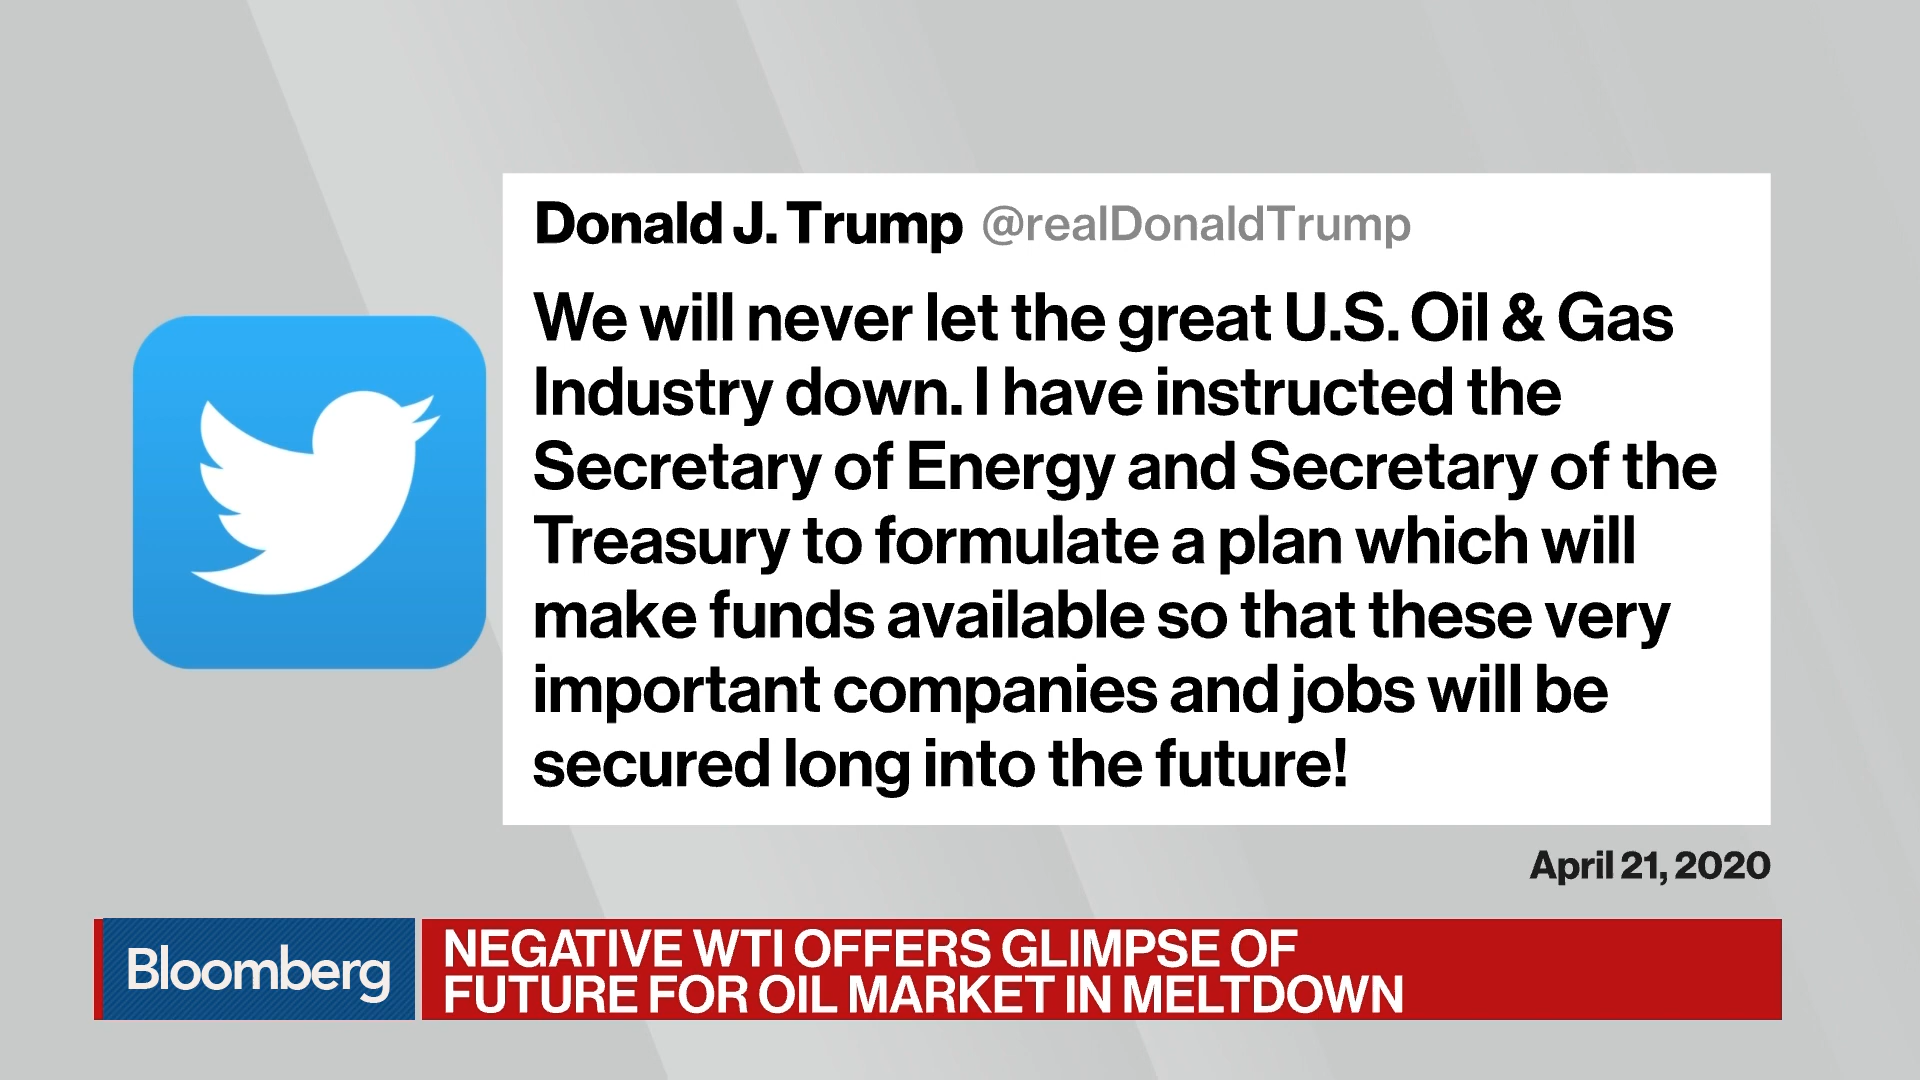 Donald J. Trump @realDonaldTrump
We will never let the great U.S. Oil & Gas
Industry down. I have instructed the
Secretary of Energy and Secretary of the
Treasury to formulate a plan which will
make funds available so that these very
important companies and jobs will be
secured long into the future!
April 21, 2020
Bloomberg
NEGATIVE WTI OFFERS GLIMPSE OF
FUTURE FOR OIL MARKET IN MELTDOWN